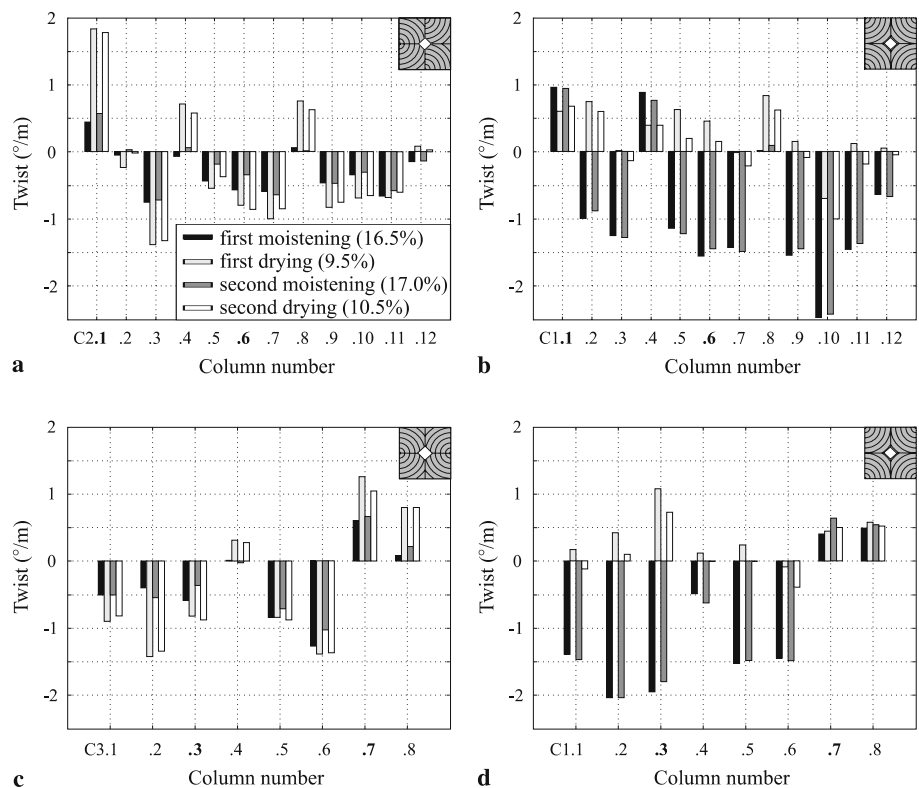 2
1
0
-1
-2
Twist (°/m)
first moistening (16.5%)
first drying (9.5%)
second moistening (17.0%)
second drying (10.5%)
C2.1 .2 .3 .4 .5 .6 .7 .8 .9 .10 .11 .12
Column number
a
2
1
0
-1
-2
Twist (°/m)
C1.1 .2 .3 .4 .5 .6 .7 .8 .9 .10 .11 .12
Column number
b
2
1
0
-1
-2
Twist (°/m)
C3.1 .2 .3 .4 .5 .6 .7 .8
Column number
c
2
1
0
-1
-2
Twist (°/m)
C1.1 .2 .3 .4 .5 .6 .7 .8
Column number
d